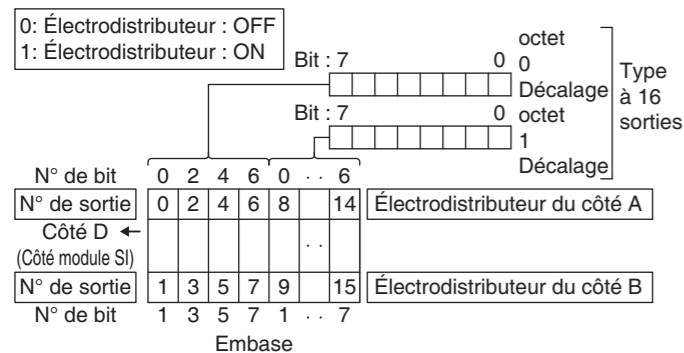 0: Électrodistributeur : OFF
1: Électrodistributeur : ON
Bit : 7 0 octet 0 Décalage
Bit : 7 0 octet 1 Décalage
Type à 16 sorties
N° de bit 0 2 4 6 0 · · 6
N° de sortie 0 2 4 6 8 14 Électrodistributeur du côté A
Côté D ←
(Côté module SI) · ·
N° de sortie 1 3 5 7 9 15 Électrodistributeur du côté B
N° de bit 1 3 5 7 1 · · 7
Embase